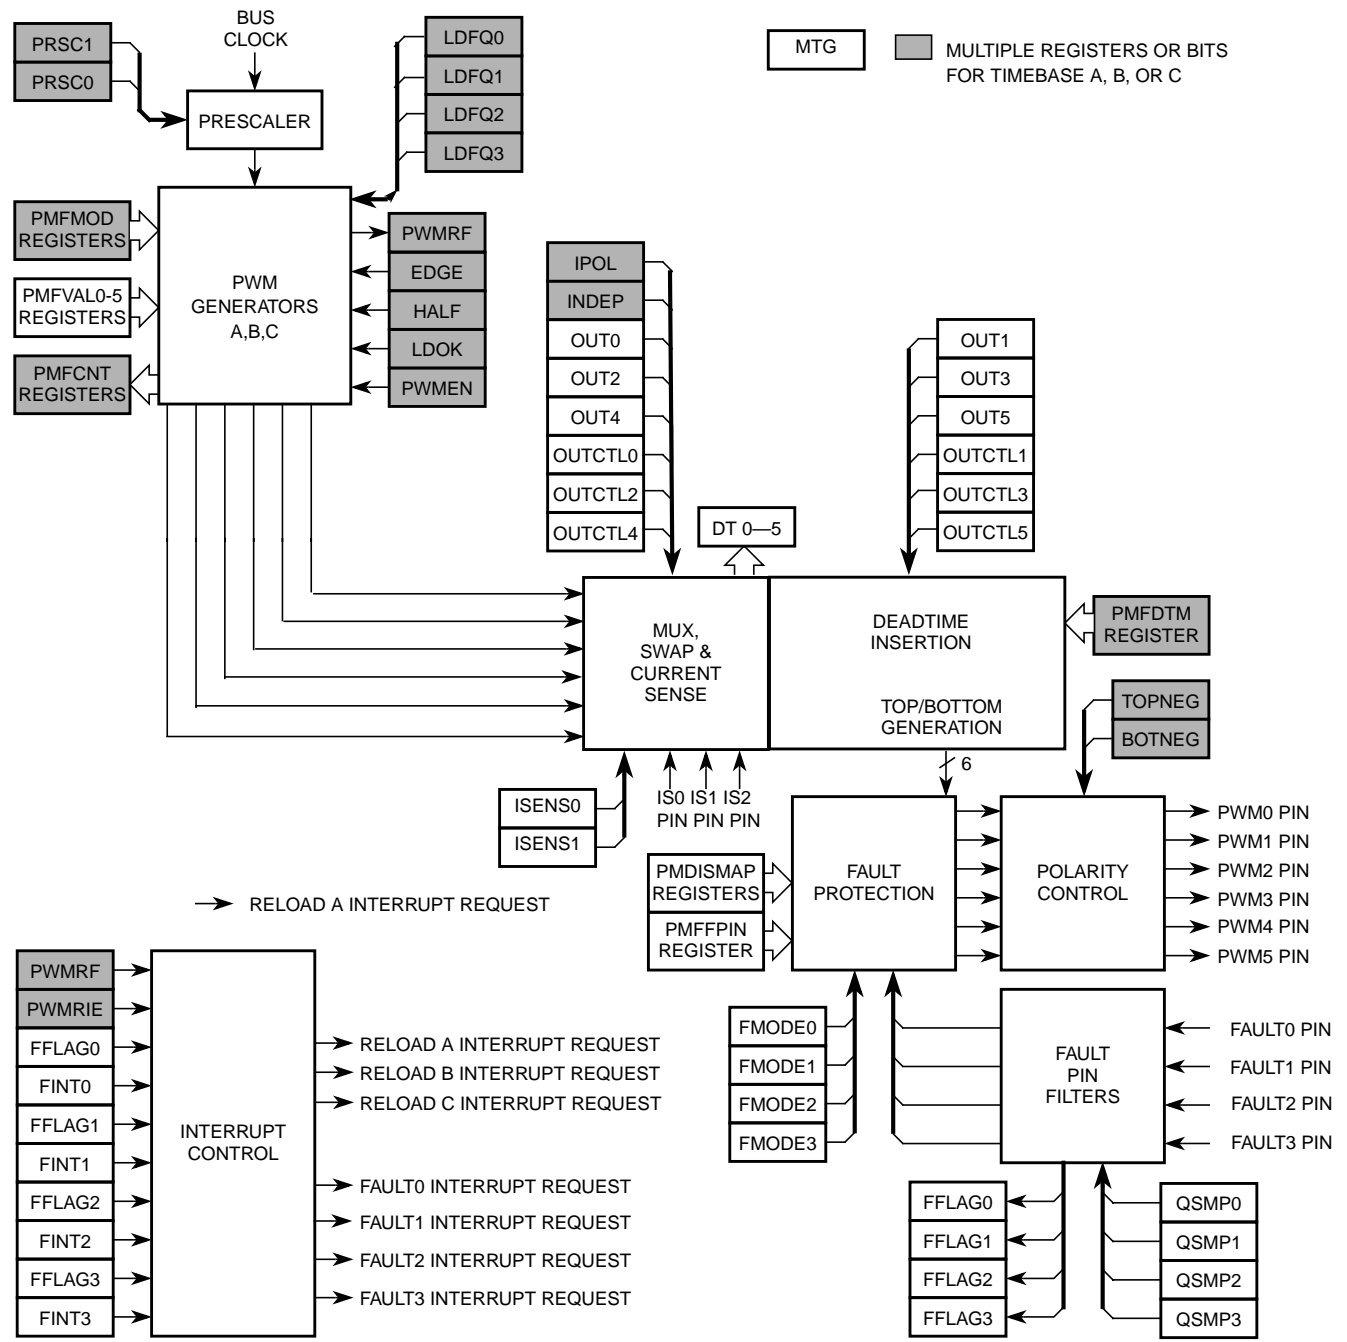 PRSC1
PRSC0
BUS
CLOCK
PRESCALER
LDFQ0
LDFQ1
LDFQ2
LDFQ3
MTG
MULTIPLE REGISTERS OR BITS
FOR TIMEBASE A, B, OR C
PMFMOD
REGISTERS
PMFVAL0-5
REGISTERS
PMFCNT
REGISTERS
PWM
GENERATORS
A,B,C
PWMRF
EDGE
HALF
LDOK
PWMEN
IPOL
INDEP
OUT0
OUT2
OUT4
OUTCTL0
OUTCTL2
OUTCTL4
DT 0—5
OUT1
OUT3
OUT5
OUTCTL1
OUTCTL3
OUTCTL5
MUX,
SWAP &
CURRENT
SENSE
DEADTIME
INSERTION
TOP/BOTTOM
GENERATION
PMFDTM
REGISTER
TOPNEG
BOTNEG
6
ISENS0
ISENS1
IS0 IS1 IS2
PIN PIN PIN
PMDISMAP
REGISTERS
PMFFPIN
REGISTER
FAULT
PROTECTION
POLARITY
CONTROL
PWM0 PIN
PWM1 PIN
PWM2 PIN
PWM3 PIN
PWM4 PIN
PWM5 PIN
RELOAD A INTERRUPT REQUEST
PWMRF
PWMRIE
FFLAG0
FINT0
FFLAG1
FINT1
FFLAG2
FINT2
FFLAG3
FINT3
INTERRUPT
CONTROL
RELOAD A INTERRUPT REQUEST
RELOAD B INTERRUPT REQUEST
RELOAD C INTERRUPT REQUEST
FAULT0 INTERRUPT REQUEST
FAULT1 INTERRUPT REQUEST
FAULT2 INTERRUPT REQUEST
FAULT3 INTERRUPT REQUEST
FMODE0
FMODE1
FMODE2
FMODE3
FAULT
PIN
FILTERS
FAULT0 PIN
FAULT1 PIN
FAULT2 PIN
FAULT3 PIN
FFLAG0
FFLAG1
FFLAG2
FFLAG3
QSMP0
QSMP1
QSMP2
QSMP3